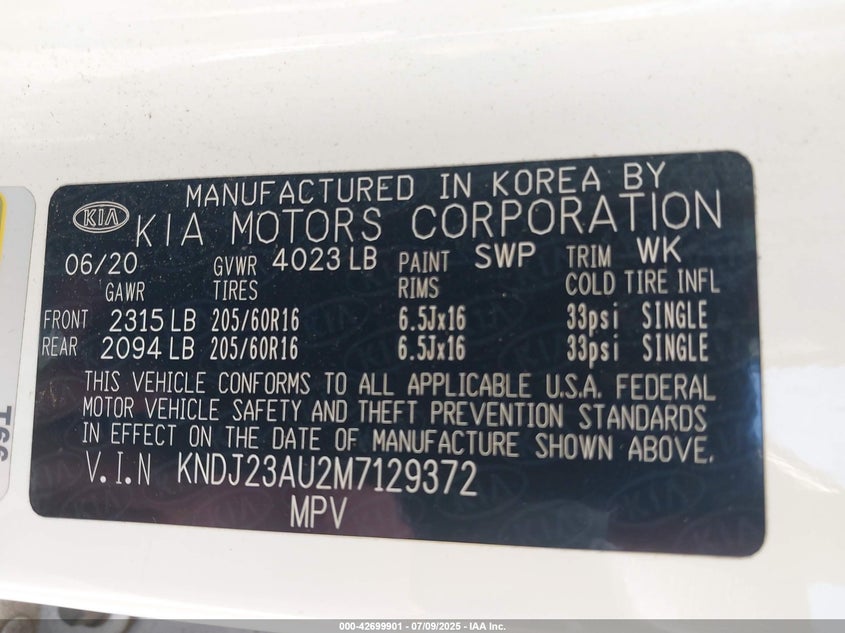 MANUFACTURED IN KOREA BY
KIA KIA MOTORS CORPORATION
06/20 GVWR 4023 LB PAINT SWP TRIM WK
GAWR TIRES RIMS COLD TIRE INFL
FRONT 2315 LB 205/60R16 6.5Jx16 33psi SINGLE
REAR 2094 LB 205/60R16 6.5Jx16 33psi SINGLE
THIS VEHICLE CONFORMS TO ALL APPLICABLE U.S.A. FEDERAL
MOTOR VEHICLE SAFETY AND THEFT PREVENTION STANDARDS
IN EFFECT ON THE DATE OF MANUFACTURE SHOWN ABOVE.
V.I.N KNDJ23AU2M7129372
MPV
000-42699901 - 07/09/2025 - IAA Inc.